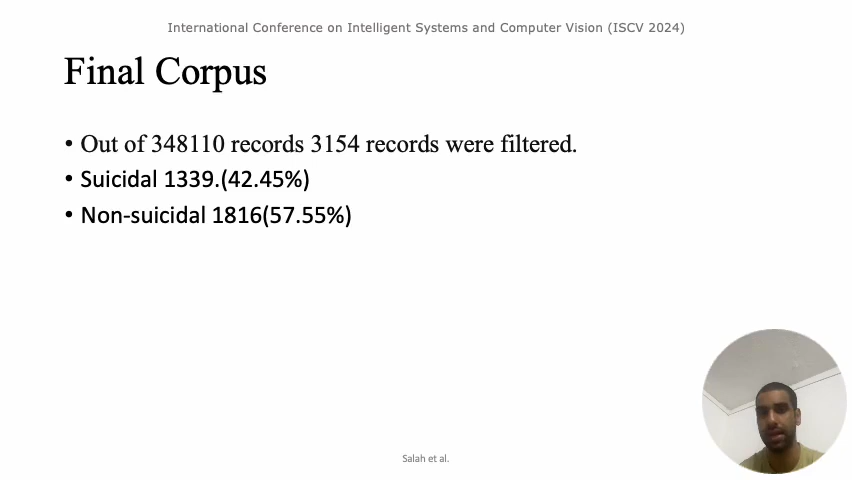 International Conference on Intelligent Systems and Computer Vision (ISCV 2024)
Final Corpus
• Out of 348110 records 3154 records were filtered.
• Suicidal 1339.(42.45%)
• Non-suicidal 1816(57.55%)
Salah et al.